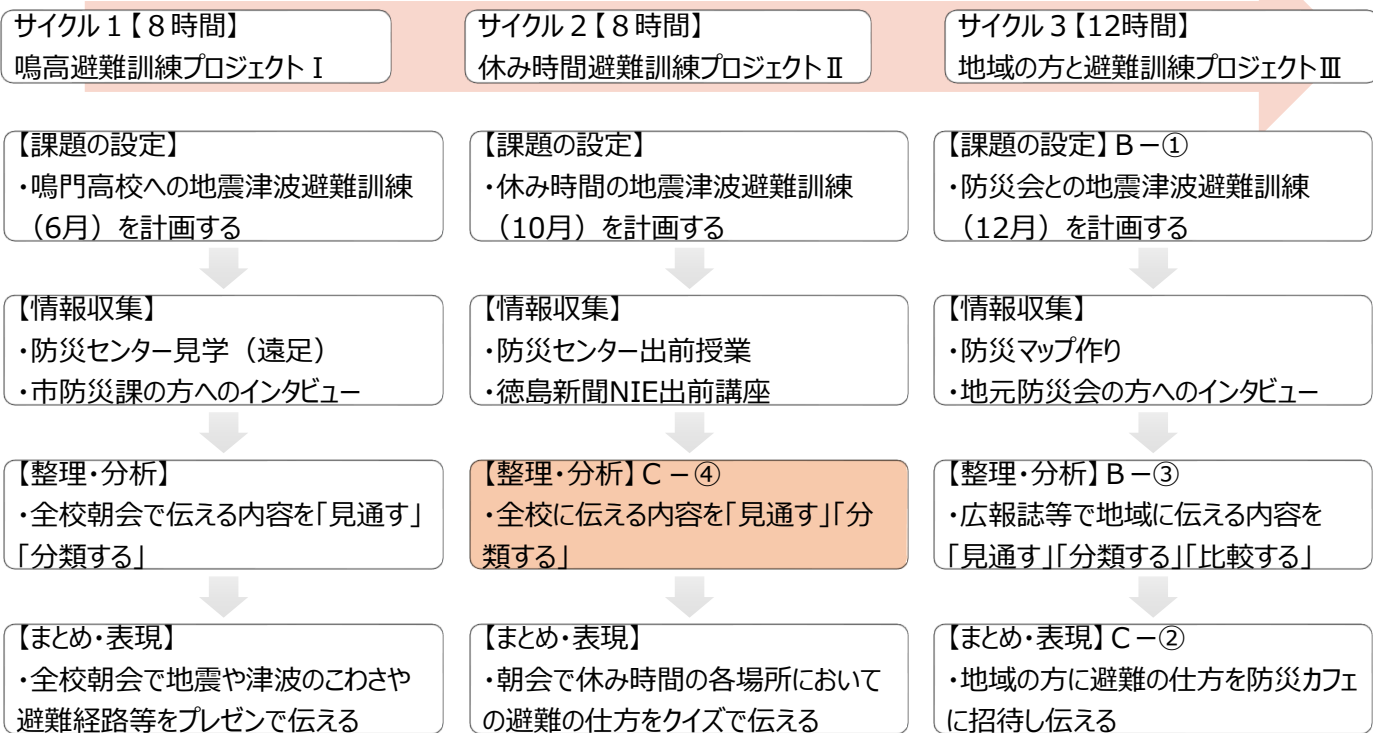 サイクル１【８時間】
鳴高避難訓練プロジェクトⅠ
サイクル２【８時間】
休み時間避難訓練プロジェクトⅡ
サイクル３【12時間】
地域の方と避難訓練プロジェクトⅢ
【課題の設定】
・鳴門高校への地震津波避難訓練
（6月）を計画する
【情報収集】
・防災センター見学（遠足）
・市防災課の方へのインタビュー
【整理・分析】
・全校朝会で伝える内容を「見通す」
「分類する」
【まとめ・表現】
・全校朝会で地震や津波のこわさや
避難経路等をプレゼンで伝える
【課題の設定】
・休み時間の地震津波避難訓練
（10月）を計画する
【情報収集】
・防災センター出前授業
・徳島新聞NIE出前講座
【整理・分析】Ｃ－④
・全校に伝える内容を「見通す」「分
類する」
【まとめ・表現】
・朝会で休み時間の各場所において
の避難の仕方をクイズで伝える
【課題の設定】Ｂ－①
・防災会との地震津波避難訓練
（12月）を計画する
【情報収集】
・防災マップ作り
・地元防災会の方へのインタビュー
【整理・分析】Ｂ－③
・広報誌等で地域に伝える内容を
「見通す」「分類する」「比較する」
【まとめ・表現】Ｃ－②
・地域の方に避難の仕方を防災カフェ
に招待し伝える